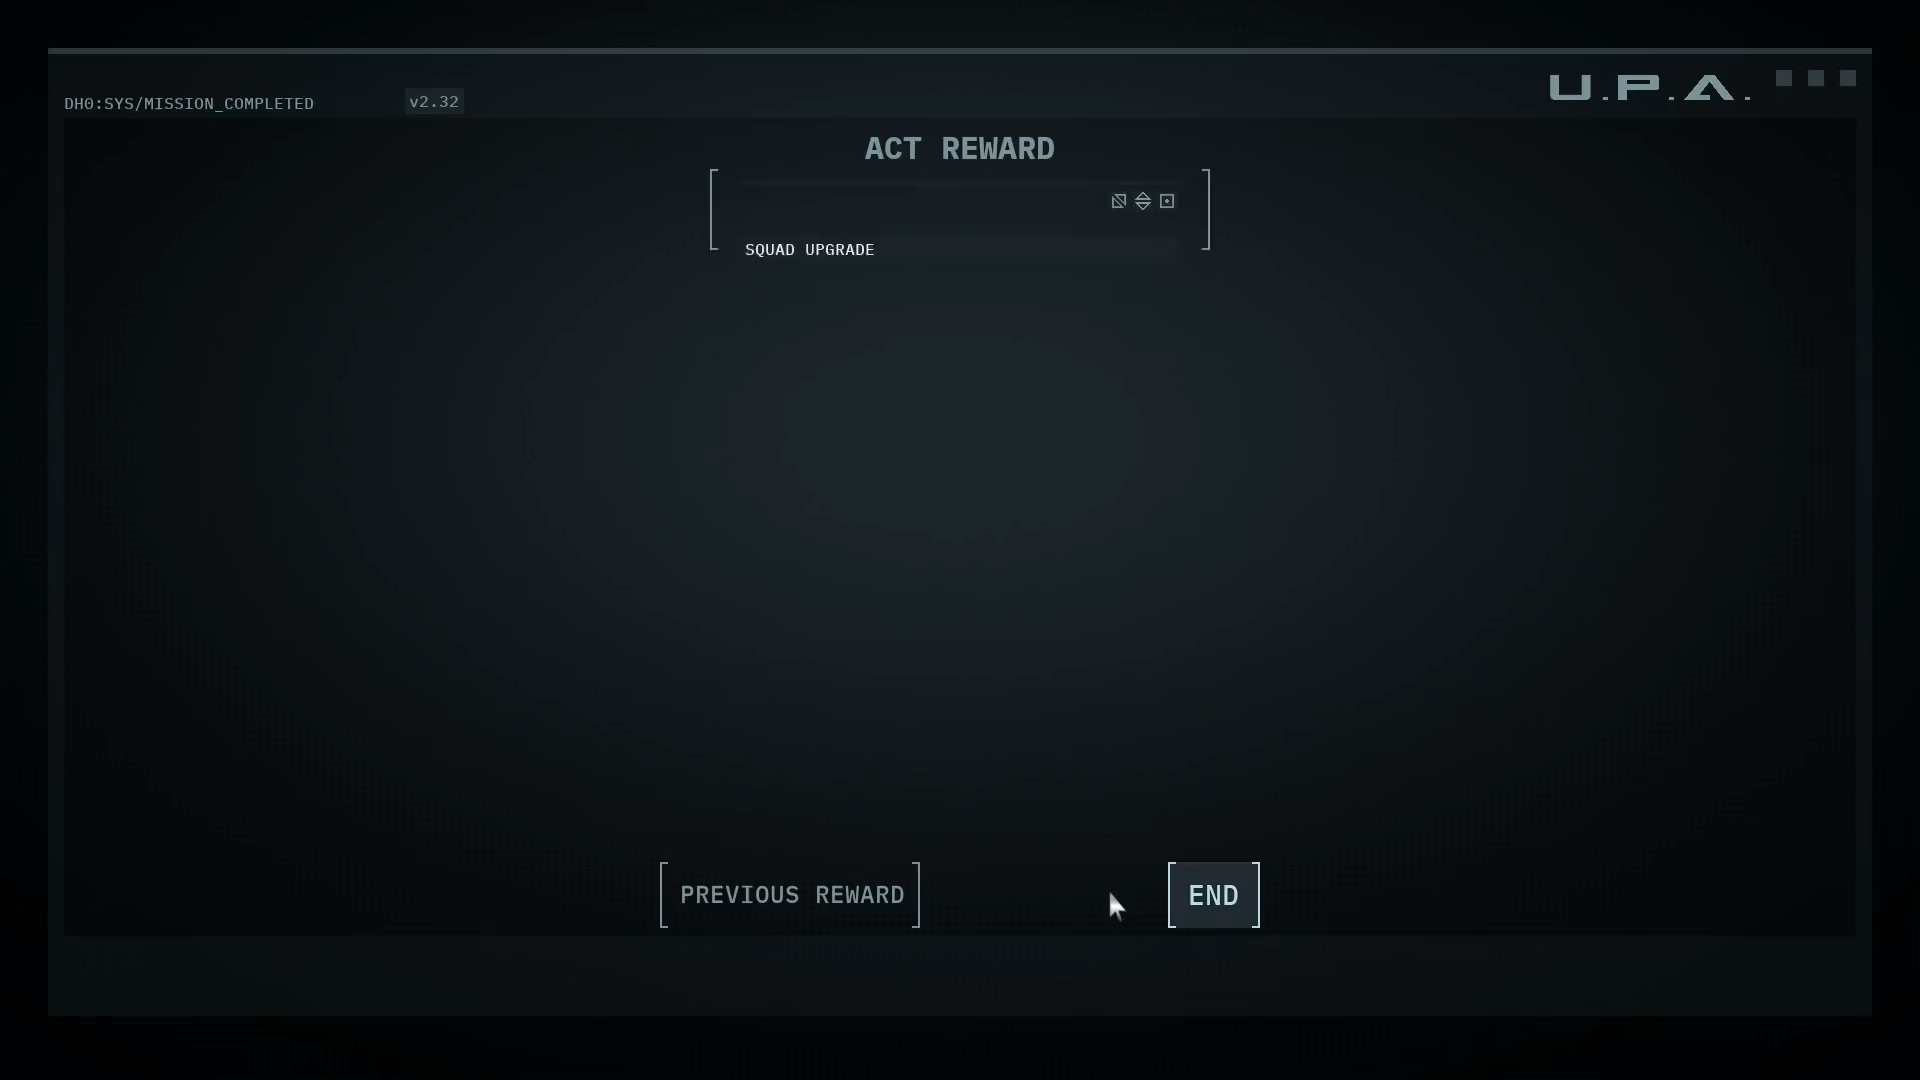 DH0:SYS/MISSION_COMPLETED v2.32
U.P.A.
ACT REWARD
SQUAD UPGRADE
PREVIOUS REWARD
END